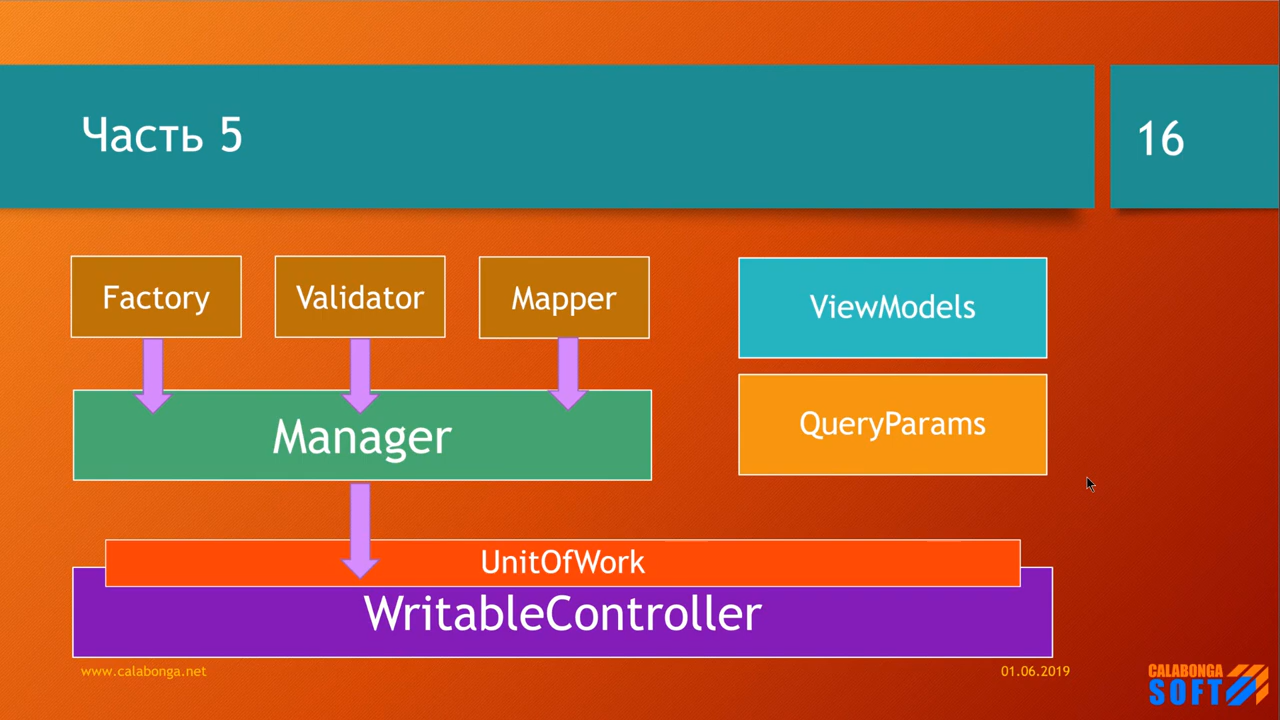 Часть 5
16
Factory
Validator
Mapper
ViewModels
QueryParams
Manager
UnitOfWork
WritableController
www.calabonga.net
01.06.2019
CALABONGA
SOFT